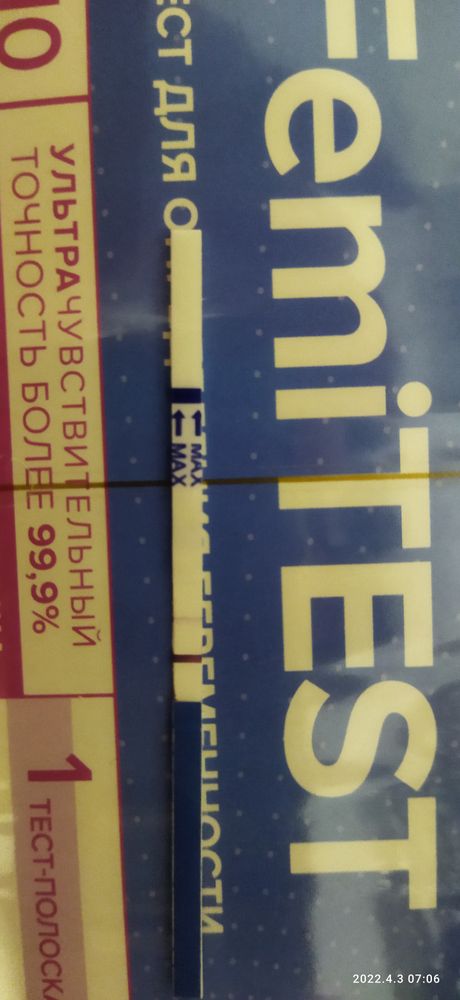 FemiTEST
ЕСТ ДЛЯ БЕРЕМЕННОСТИ
MAX
MAX
10
УЛЬТРАЧУВСТВИТЕЛЬНЫЙ
ТОЧНОСТЬ БОЛЕЕ 99,9%
1 ТЕСТ-ПОЛОСКА
2022.4.3 07:06